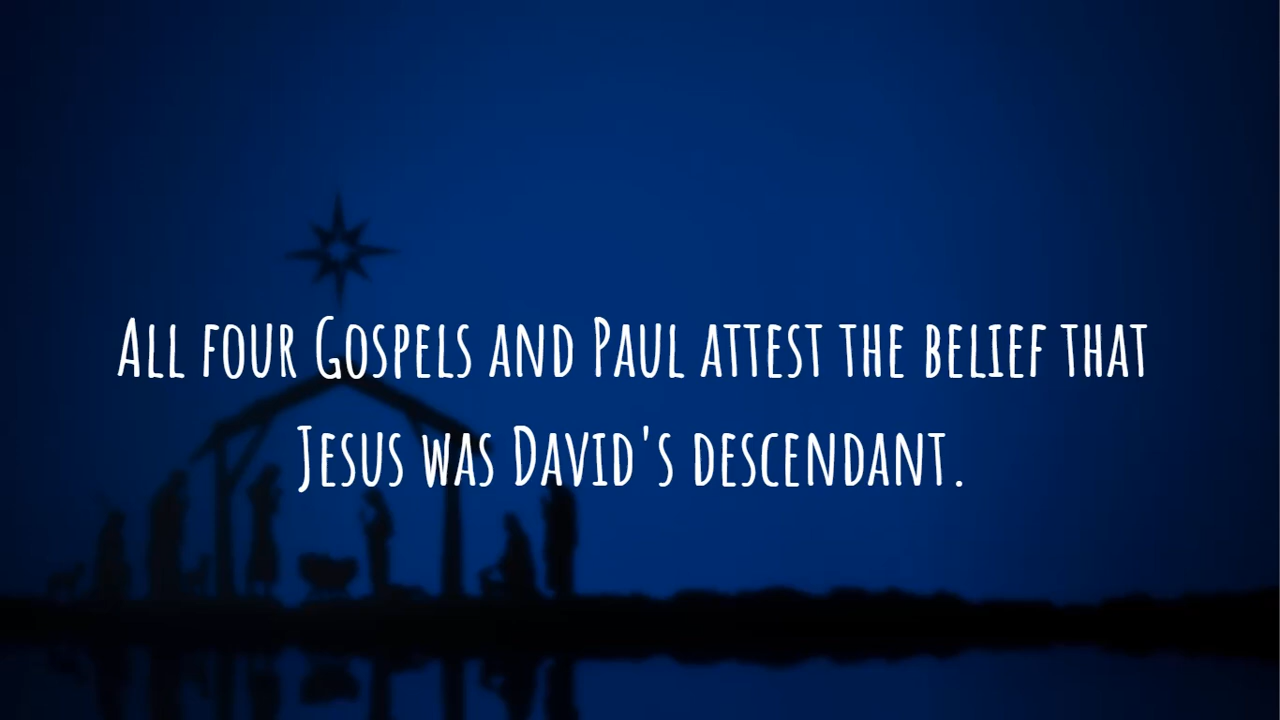 All four Gospels and Paul attest the belief that
Jesus was David's descendant.